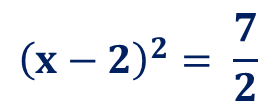 (x − 2)² = 7/2